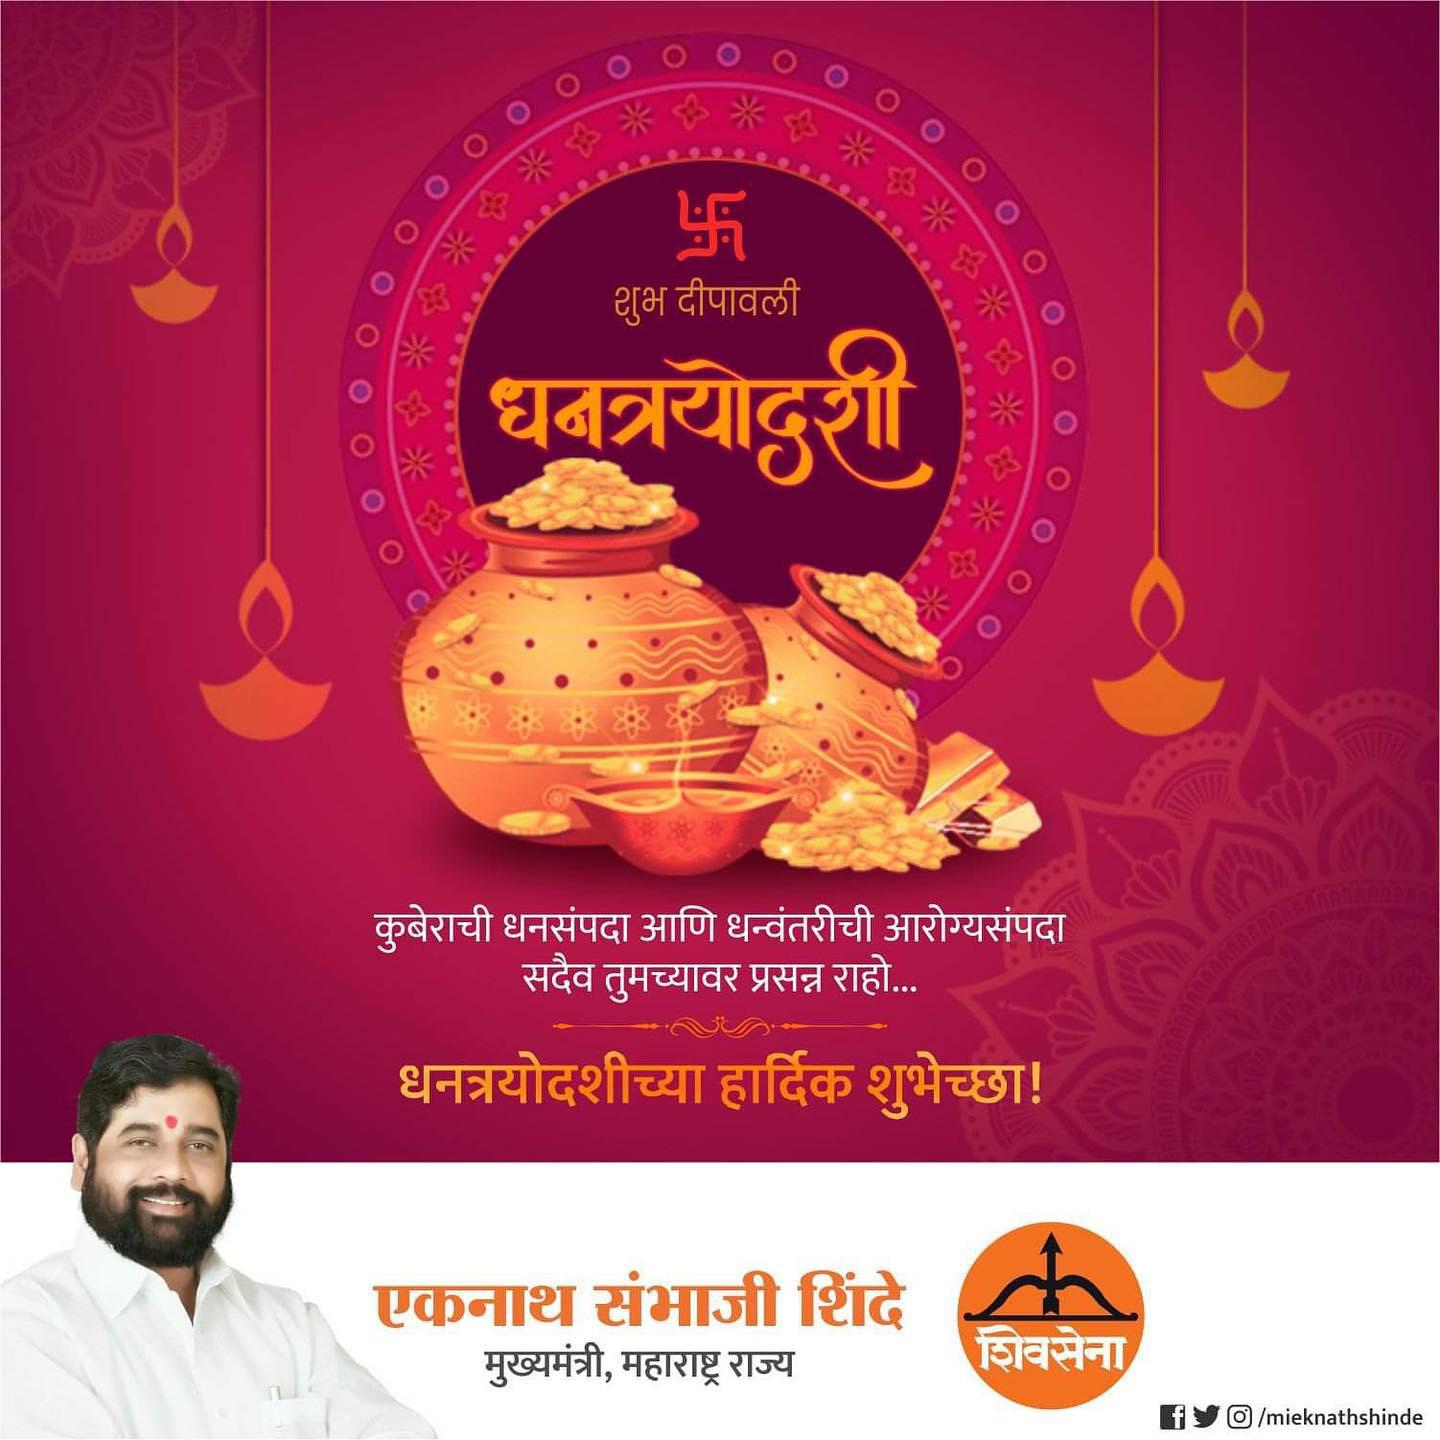 शुभ दीपावली
धनत्रयोदशी
कुबेराची धनसंपदा आणि धन्वंतरीची आरोग्यसंपदा
सदैव तुमच्यावर प्रसन्न राहो...
धनत्रयोदशीच्या हार्दिक शुभेच्छा!
एकनाथ संभाजी शिंदे
मुख्यमंत्री, महाराष्ट्र राज्य
शिवसेना
/mieknathshinde